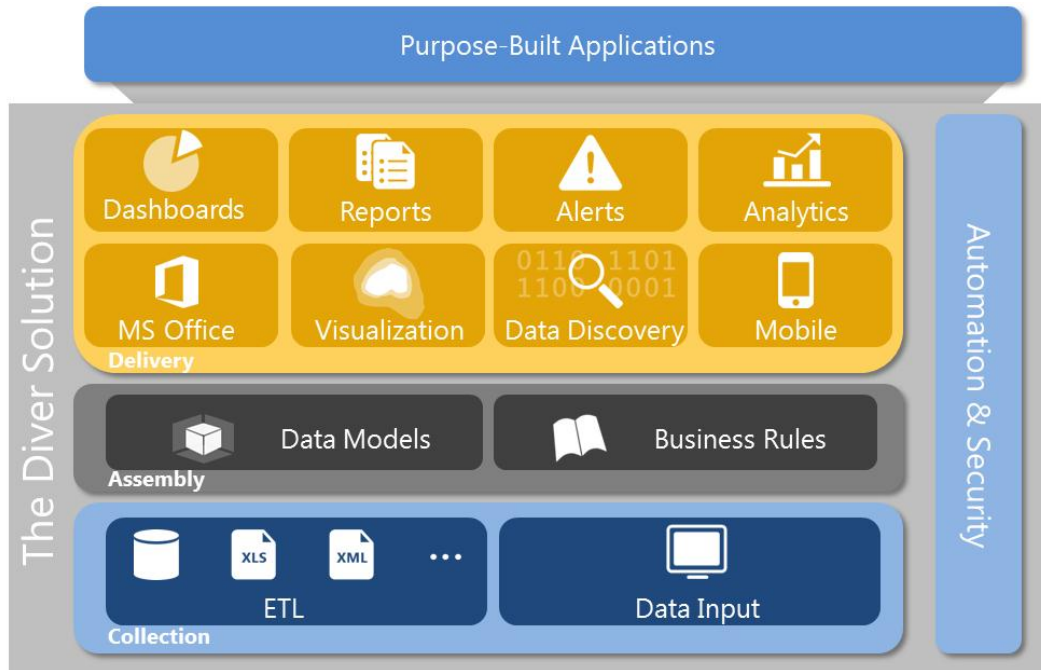 Purpose-Built Applications
The Diver Solution
Dashboards
Reports
Alerts
Analytics
MS Office
Visualization
0110 1101
1100 0001
Data Discovery
Mobile
Delivery
Data Models
Business Rules
Assembly
XLS
XML
...
ETL
Data Input
Collection
Automation & Security